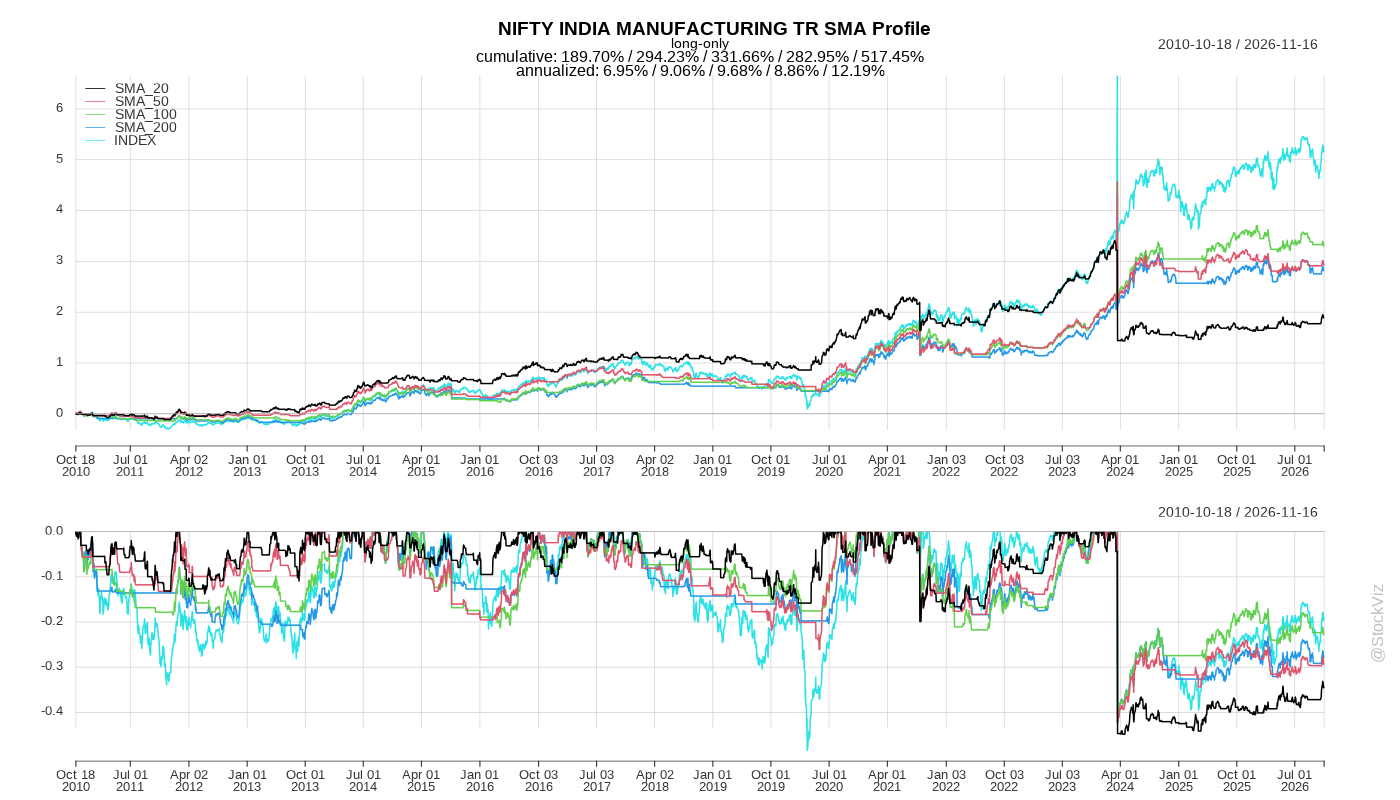 NIFTY INDIA MANUFACTURING TR SMA Profile
long-only
cumulative: 189.70% / 294.23% / 331.66% / 282.95% / 517.45%
annualized: 6.95% / 9.06% / 9.68% / 8.86% / 12.19%
2010-10-18 / 2026-11-16
SMA_20
SMA_50
SMA_100
SMA_200
INDEX
6
5
4
3
2
1
0
Oct 18 Jul 01 Apr 02 Jan 01 Oct 01 Jul 01 Apr 01 Jan 01 Oct 03 Jul 03 Apr 02 Jan 01 Oct 01 Jul 01 Apr 01 Jan 03 Oct 03 Jul 03 Apr 01 Jan 01 Oct 01 Jul 01
2010 2011 2012 2013 2013 2014 2015 2016 2016 2017 2018 2019 2019 2020 2021 2022 2022 2023 2024 2025 2025 2026
2010-10-18 / 2026-11-16
0.0
-0.1
-0.2
-0.3
-0.4
Oct 18 Jul 01 Apr 02 Jan 01 Oct 01 Jul 01 Apr 01 Jan 01 Oct 03 Jul 03 Apr 02 Jan 01 Oct 01 Jul 01 Apr 01 Jan 03 Oct 03 Jul 03 Apr 01 Jan 01 Oct 01 Jul 01
2010 2011 2012 2013 2013 2014 2015 2016 2016 2017 2018 2019 2019 2020 2021 2022 2022 2023 2024 2025 2025 2026
@StockViz